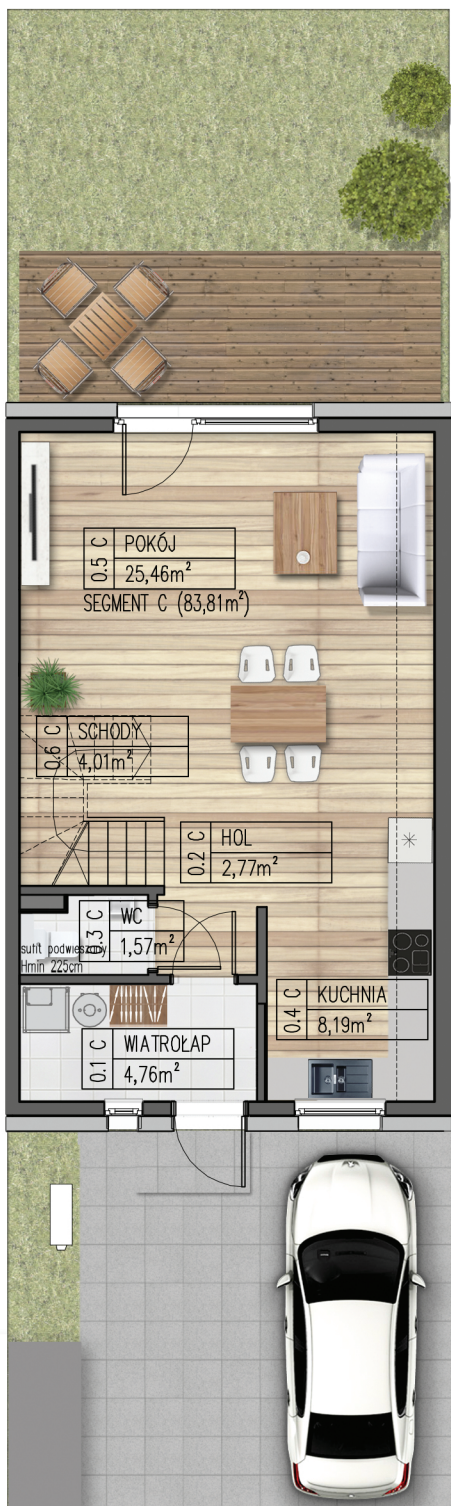 0.5 C
POKÓJ
25,46m²
SEGMENT C (83,81m²)
0.6 C
SCHODY
4,01m²
0.2 C
HOL
2,77m²
0.3 C
WC
1,57m²
sufit podwieszany
Hmin 225cm
0.4 C
KUCHNIA
8,19m²
0.1 C
WIATROŁAP
4,76m²